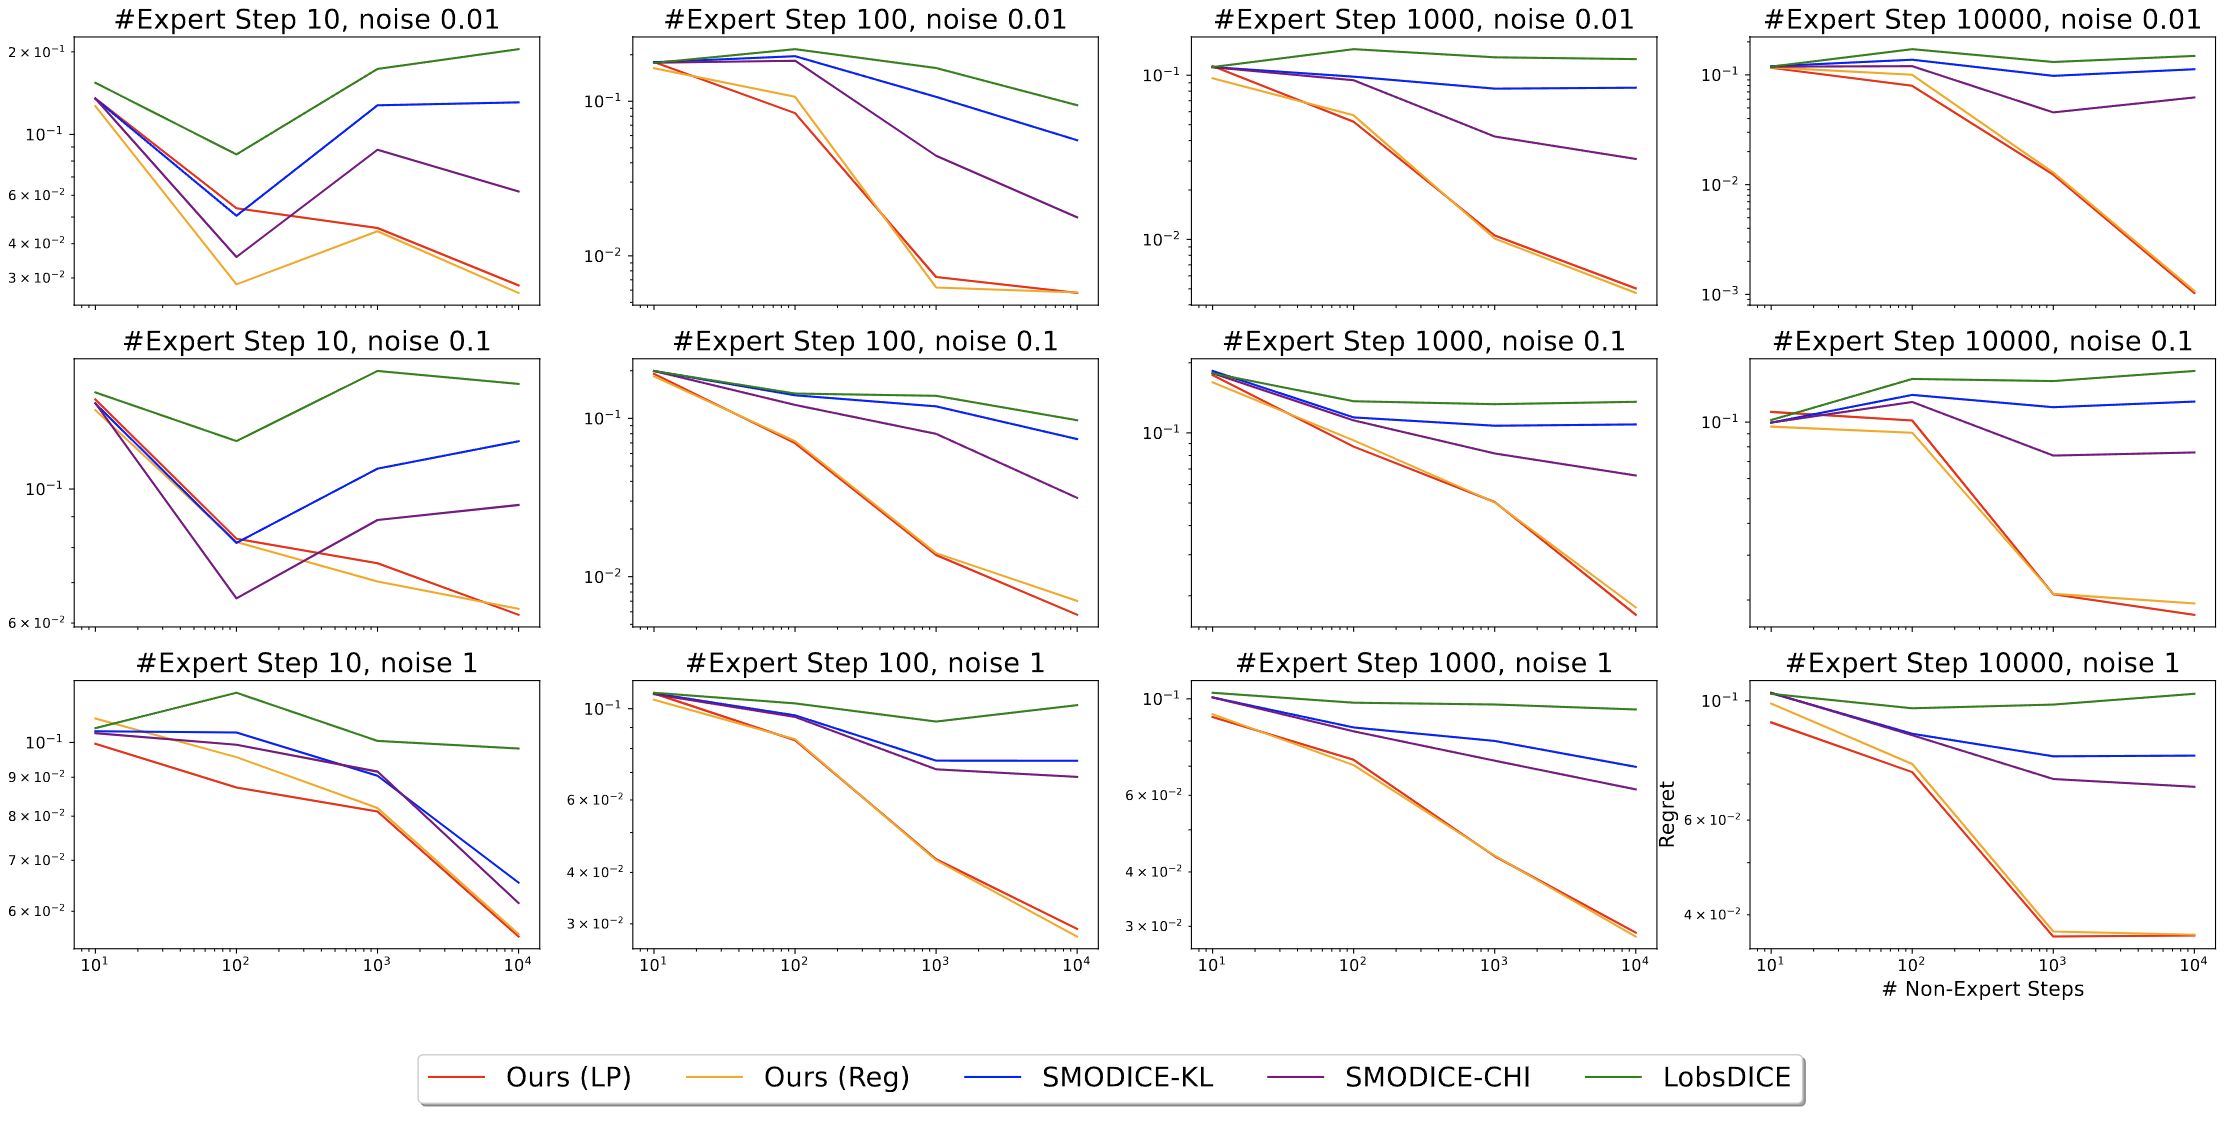 #Expert Step 10, noise 0.01
#Expert Step 100, noise 0.01
#Expert Step 1000, noise 0.01
#Expert Step 10000, noise 0.01
2 × 10⁻¹
10⁻¹
6 × 10⁻²
4 × 10⁻²
3 × 10⁻²
10⁻¹
10⁻²
10⁻¹
10⁻²
10⁻¹
10⁻²
10⁻³
#Expert Step 10, noise 0.1
#Expert Step 100, noise 0.1
#Expert Step 1000, noise 0.1
#Expert Step 10000, noise 0.1
10⁻¹
6 × 10⁻²
10⁻¹
10⁻²
10⁻¹
10⁻¹
#Expert Step 10, noise 1
#Expert Step 100, noise 1
#Expert Step 1000, noise 1
#Expert Step 10000, noise 1
10⁻¹
9 × 10⁻²
8 × 10⁻²
7 × 10⁻²
6 × 10⁻²
10¹ 10² 10³ 10⁴
10⁻¹
6 × 10⁻²
4 × 10⁻²
3 × 10⁻²
10¹ 10² 10³ 10⁴
10⁻¹
6 × 10⁻²
4 × 10⁻²
3 × 10⁻²
10¹ 10² 10³ 10⁴
Regret
10⁻¹
6 × 10⁻²
4 × 10⁻²
10¹ 10² 10³ 10⁴
# Non-Expert Steps
Ours (LP) Ours (Reg) SMODICE-KL SMODICE-CHI LobsDICE